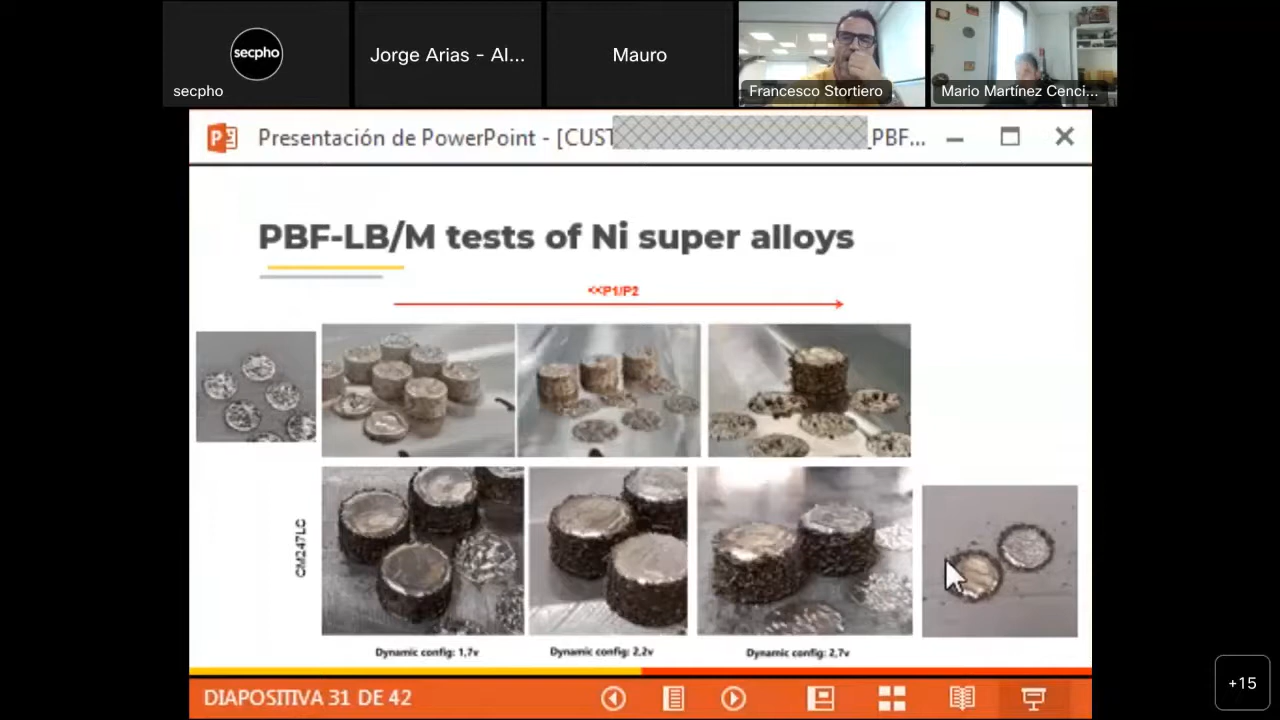 secpho
secpho
Jorge Arias - Al...
Mauro
Francesco Stortiero
Mario Martínez Cenci...
Presentación de PowerPoint - [CUST _PBF...
PBF-LB/M tests of Ni super alloys
<<P1/P2
CM247LC
Dynamic config: 1,7v
Dynamic config: 2,2v
Dynamic config: 2,7v
DIAPOSITIVA 31 DE 42
+15